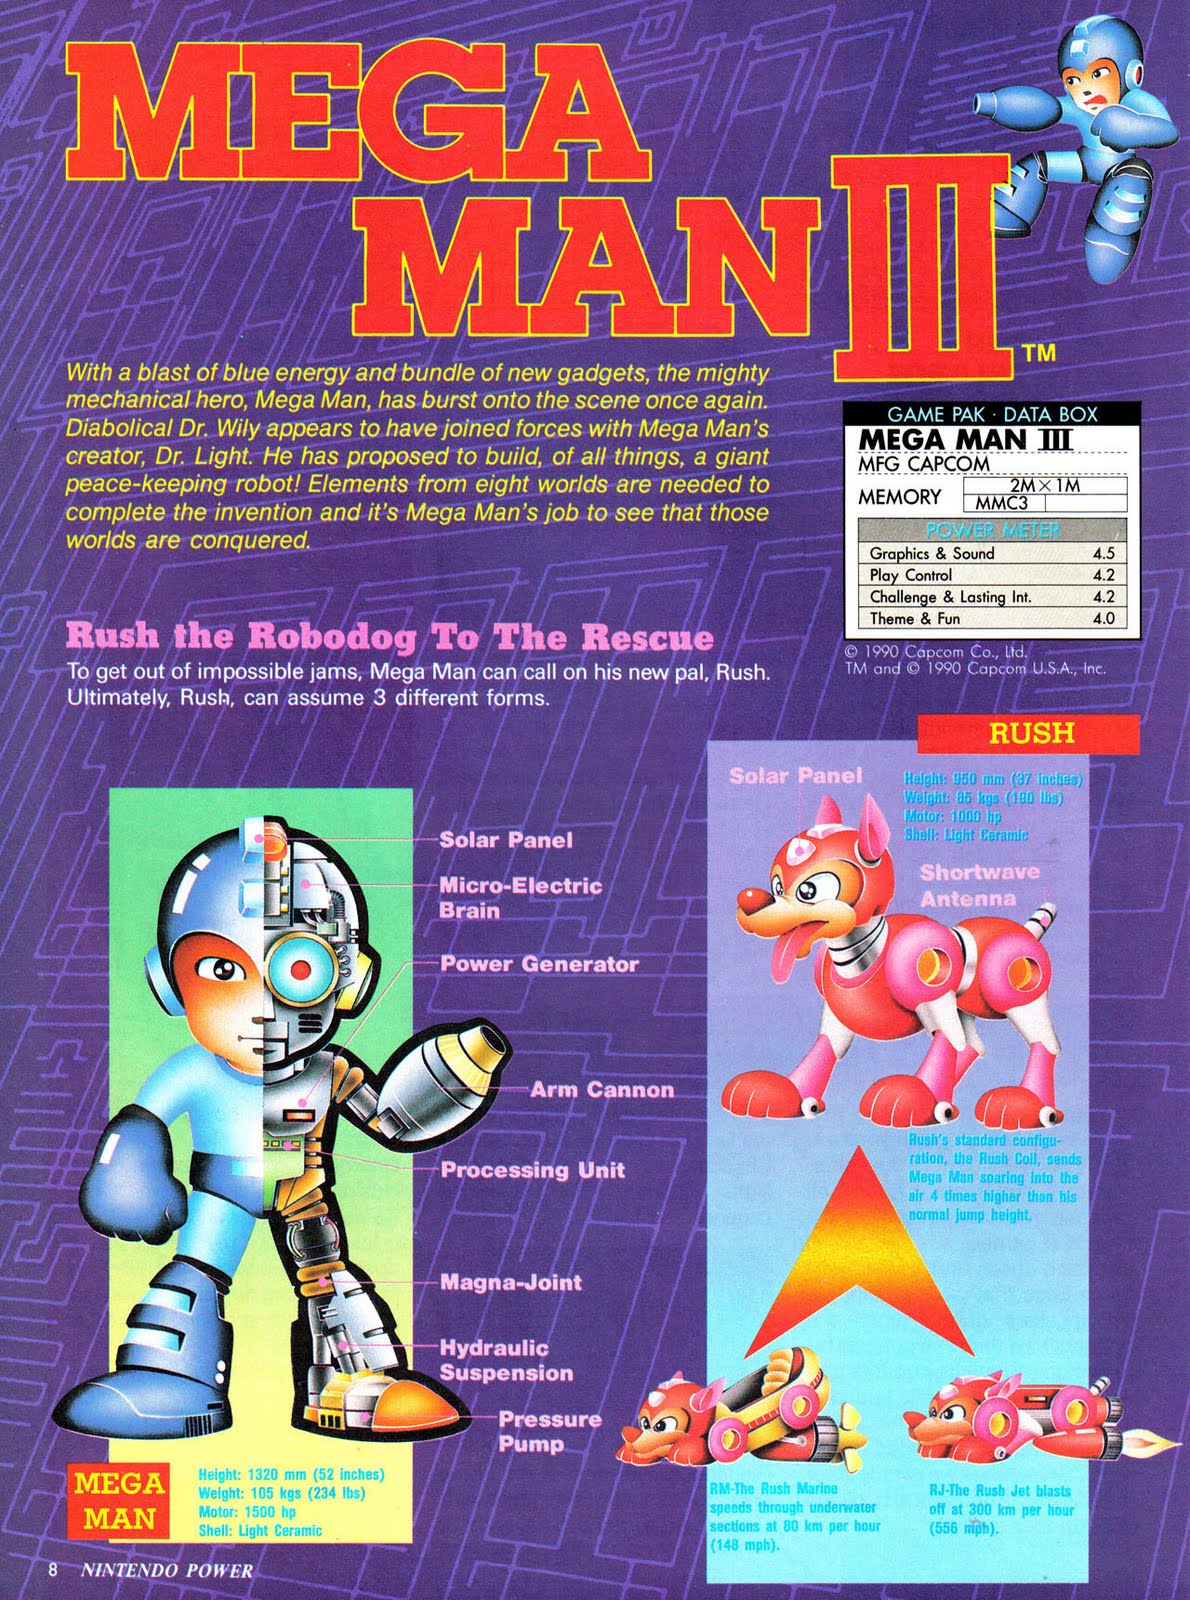 MEGA
MAN III
TM
With a blast of blue energy and bundle of new gadgets, the mighty
mechanical hero, Mega Man, has burst onto the scene once again.
Diabolical Dr. Wily appears to have joined forces with Mega Man's
creator, Dr. Light. He has proposed to build, of all things, a giant
peace-keeping robot! Elements from eight worlds are needed to
complete the invention and it's Mega Man's job to see that those
worlds are conquered.
GAME PAK · DATA BOX
MEGA MAN III
MFG CAPCOM
MEMORY 2M×1M
MMC3
POWER METER
Graphics & Sound 4.5
Play Control 4.2
Challenge & Lasting Int. 4.2
Theme & Fun 4.0
© 1990 Capcom Co., Ltd.
TM and © 1990 Capcom U.S.A., Inc.
Rush the Robodog To The Rescue
To get out of impossible jams, Mega Man can call on his new pal, Rush.
Ultimately, Rush, can assume 3 different forms.
Solar Panel
Micro-Electric
Brain
Power Generator
Arm Cannon
Processing Unit
Magna-Joint
Hydraulic
Suspension
Pressure
Pump
MEGA
MAN
Height: 1320 mm (52 inches)
Weight: 105 kgs (234 lbs)
Motor: 1500 hp
Shell: Light Ceramic
RUSH
Solar Panel
Height: 950 mm (37 inches)
Weight: 85 kgs (190 lbs)
Motor: 1000 hp
Shell: Light Ceramic
Shortwave
Antenna
Rush's standard configu-
ration, the Rush Coil, sends
Mega Man soaring into the
air 4 times higher than his
normal jump height.
RM-The Rush Marine
speeds through underwater
sections at 80 km per hour
(148 mph).
RJ-The Rush Jet blasts
off at 300 km per hour
(556 mph).
8 NINTENDO POWER